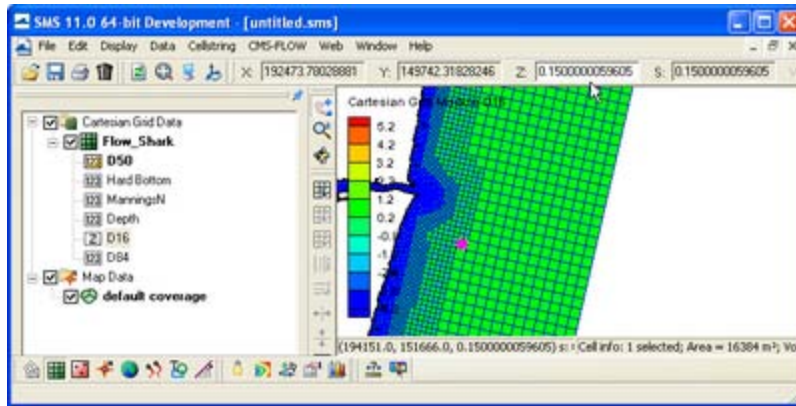 SMS 11.0 64-bit Development - [untitled.sms]
File Edit Display Data Cellstring CMS-FLOW Web Window Help
X: 192473.78028881 Y: 149742.31828246 Z: 0.1500000059605 S: 0.1500000059605
Cartesian Grid Module D16
Cartesian Grid Data
Flow_Shark
D50
Hard Bottom
ManningsN
Depth
D16
D84
Map Data
default coverage
5.2
4.2
3.2
2.2
1.2
0.2
(194151.0, 151666.0, 0.1500000059605) s: Cell info: 1 selected; Area = 16384 m²; Vo